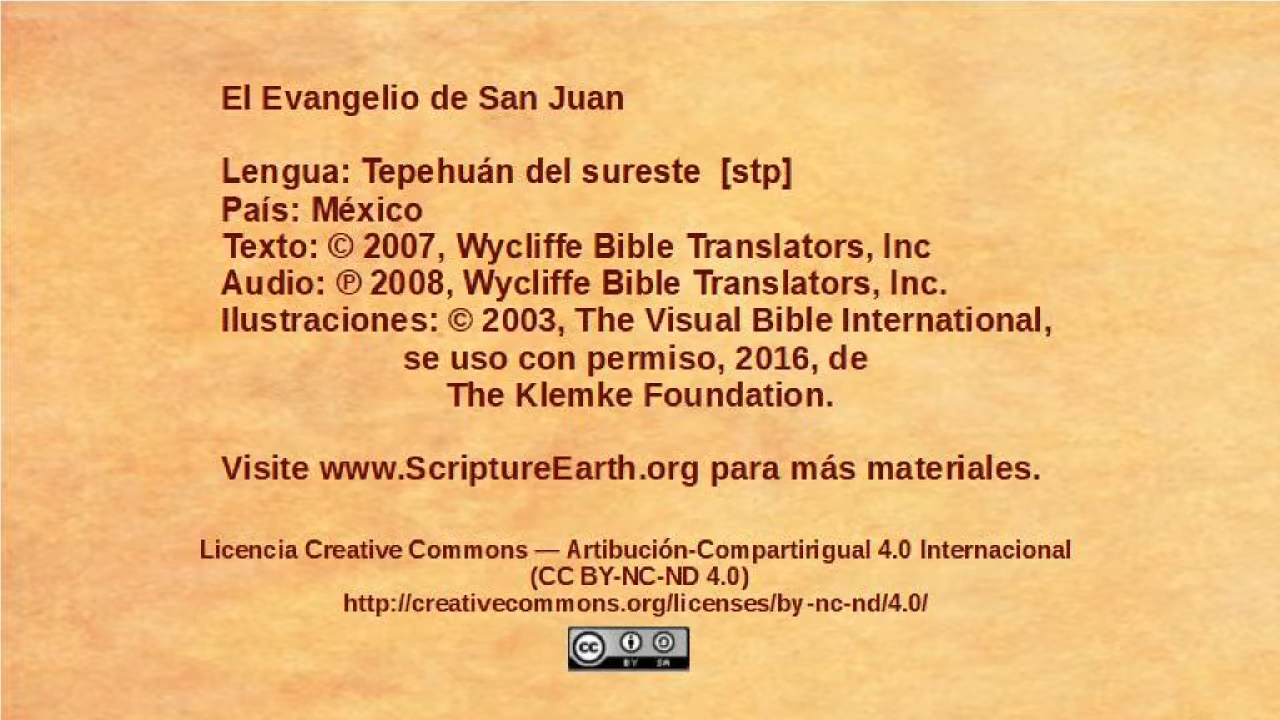 El Evangelio de San Juan
Lengua: Tepehuán del sureste [stp]
País: México
Texto: © 2007, Wycliffe Bible Translators, Inc
Audio: ℗ 2008, Wycliffe Bible Translators, Inc.
Ilustraciones: © 2003, The Visual Bible International,
se uso con permiso, 2016, de
The Klemke Foundation.
Visite www.ScriptureEarth.org para más materiales.
Licencia Creative Commons — Artibución-Compartirigual 4.0 Internacional
(CC BY-NC-ND 4.0)
http://creativecommons.org/licenses/by-nc-nd/4.0/
cc BY SA